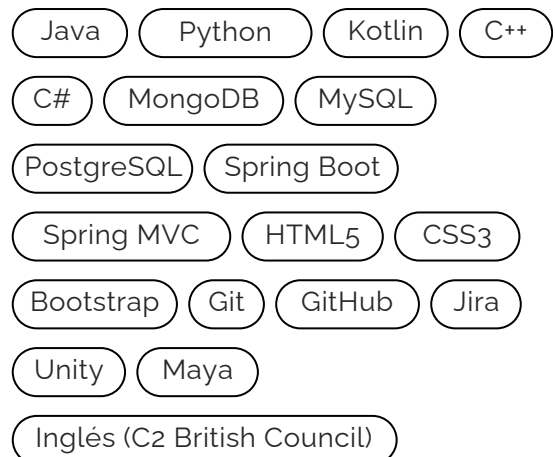 Java Python Kotlin C++
C# MongoDB MySQL
PostgreSQL Spring Boot
Spring MVC HTML5 CSS3
Bootstrap Git GitHub Jira
Unity Maya
Inglés (C2 British Council)